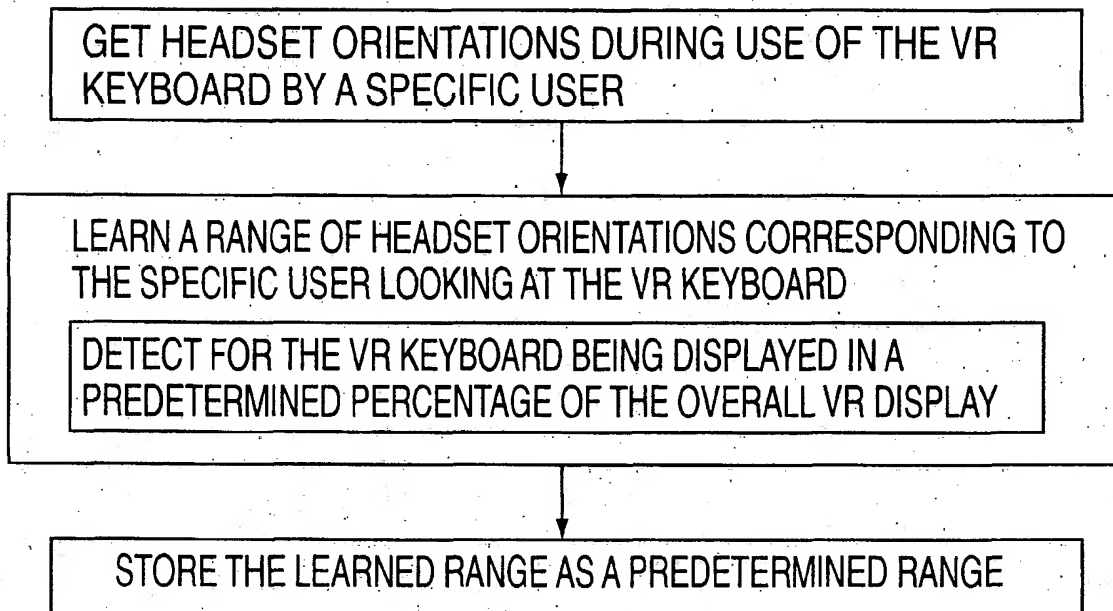 GET HEADSET ORIENTATIONS DURING USE OF THE VR
KEYBOARD BY A SPECIFIC USER
LEARN A RANGE OF HEADSET ORIENTATIONS CORRESPONDING TO
THE SPECIFIC USER LOOKING AT THE VR KEYBOARD
DETECT FOR THE VR KEYBOARD BEING DISPLAYED IN A
PREDETERMINED PERCENTAGE OF THE OVERALL VR DISPLAY
STORE THE LEARNED RANGE AS A PREDETERMINED RANGE